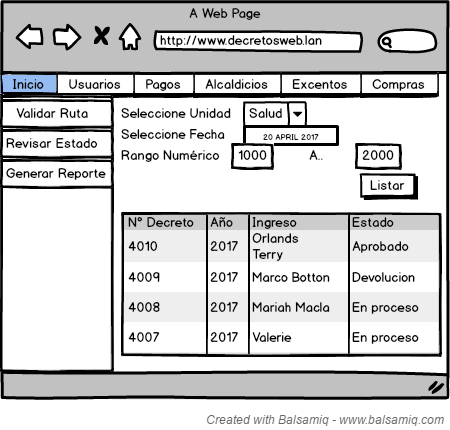 A Web Page
http://www.decretosweb.lan
Inicio Usuarios Pagos Alcaldicios Excentos Compras
Validar Ruta
Revisar Estado
Generar Reporte
Seleccione Unidad Salud
Seleccione Fecha 20 APRIL 2017
Rango Numérico 1000 A.. 2000
Listar
Nº Decreto Año Ingreso Estado
4010 2017 Orlands Terry Aprobado
4009 2017 Marco Botton Devolucion
4008 2017 Mariah Macla En proceso
4007 2017 Valerie En proceso
Created with Balsamiq - www.balsamiq.com